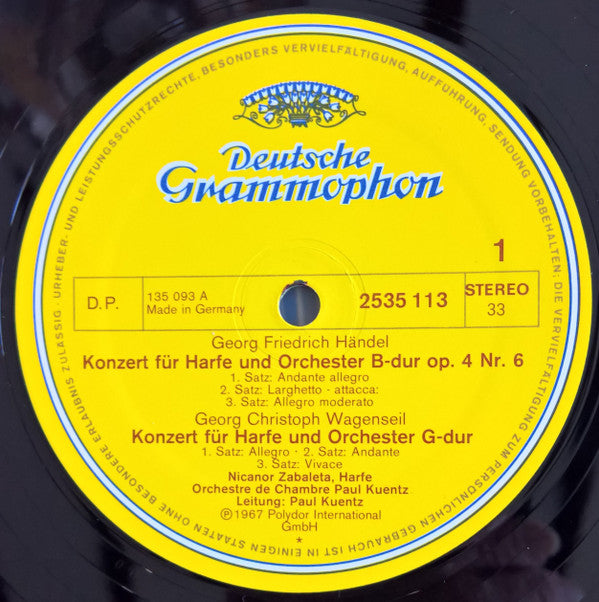 URHEBER- UND LEISTUNGSSCHUTZRECHTE, BESONDERS VERVIELFÄLTIGUNG, AUFFÜHRUNG, SENDUNG VORBEHALTEN; DIE VERVIELFÄLTIGUNG ZUM PERSÖNLICHEN GEBRAUCH IST IN EINIGEN STAATEN OHNE BESONDERE ERLAUBNIS ZULÄSSIG ·
Deutsche
Grammophon
1
D.P.
135 093 A
Made in Germany
2535 113
STEREO
33
Georg Friedrich Händel
Konzert für Harfe und Orchester B-dur op. 4 Nr. 6
1. Satz: Andante allegro
2. Satz: Larghetto - attacca:
3. Satz: Allegro moderato
Georg Christoph Wagenseil
Konzert für Harfe und Orchester G-dur
1. Satz: Allegro · 2. Satz: Andante
3. Satz: Vivace
Nicanor Zabaleta, Harfe
Orchestre de Chambre Paul Kuentz
Leitung: Paul Kuentz
Ⓟ1967 Polydor International
GmbH
*